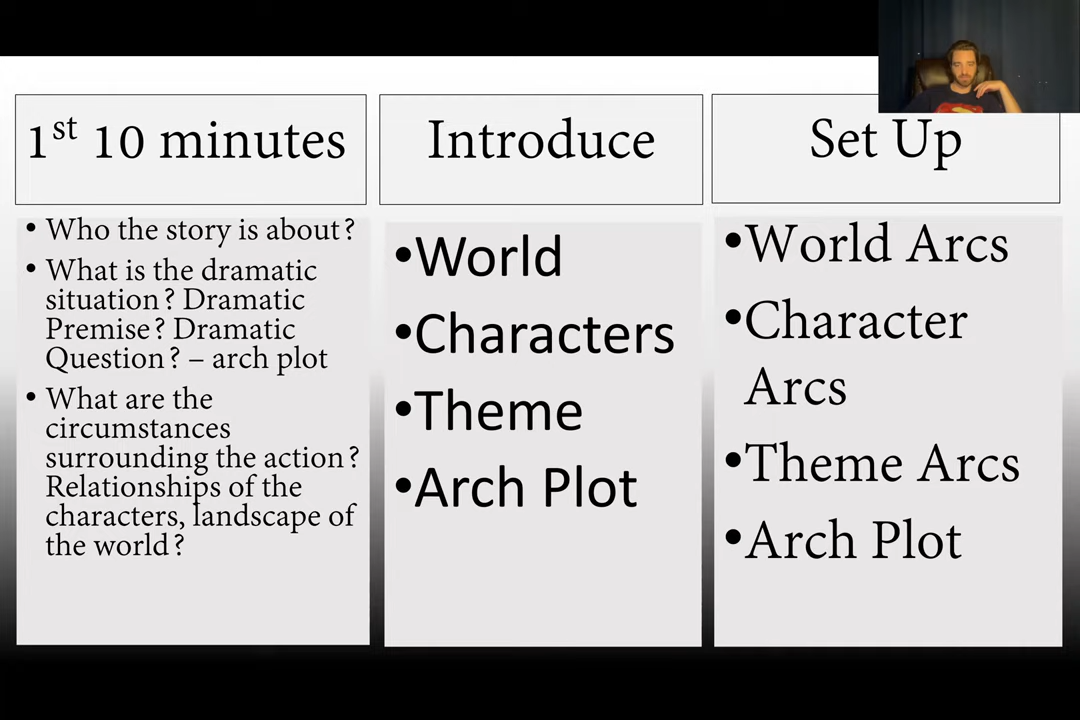 1st 10 minutes
• Who the story is about?
• What is the dramatic
situation? Dramatic
Premise? Dramatic
Question? – arch plot
• What are the
circumstances
surrounding the action?
Relationships of the
characters, landscape of
the world?
Introduce
•World
•Characters
•Theme
•Arch Plot
Set Up
•World Arcs
•Character
Arcs
•Theme Arcs
•Arch Plot